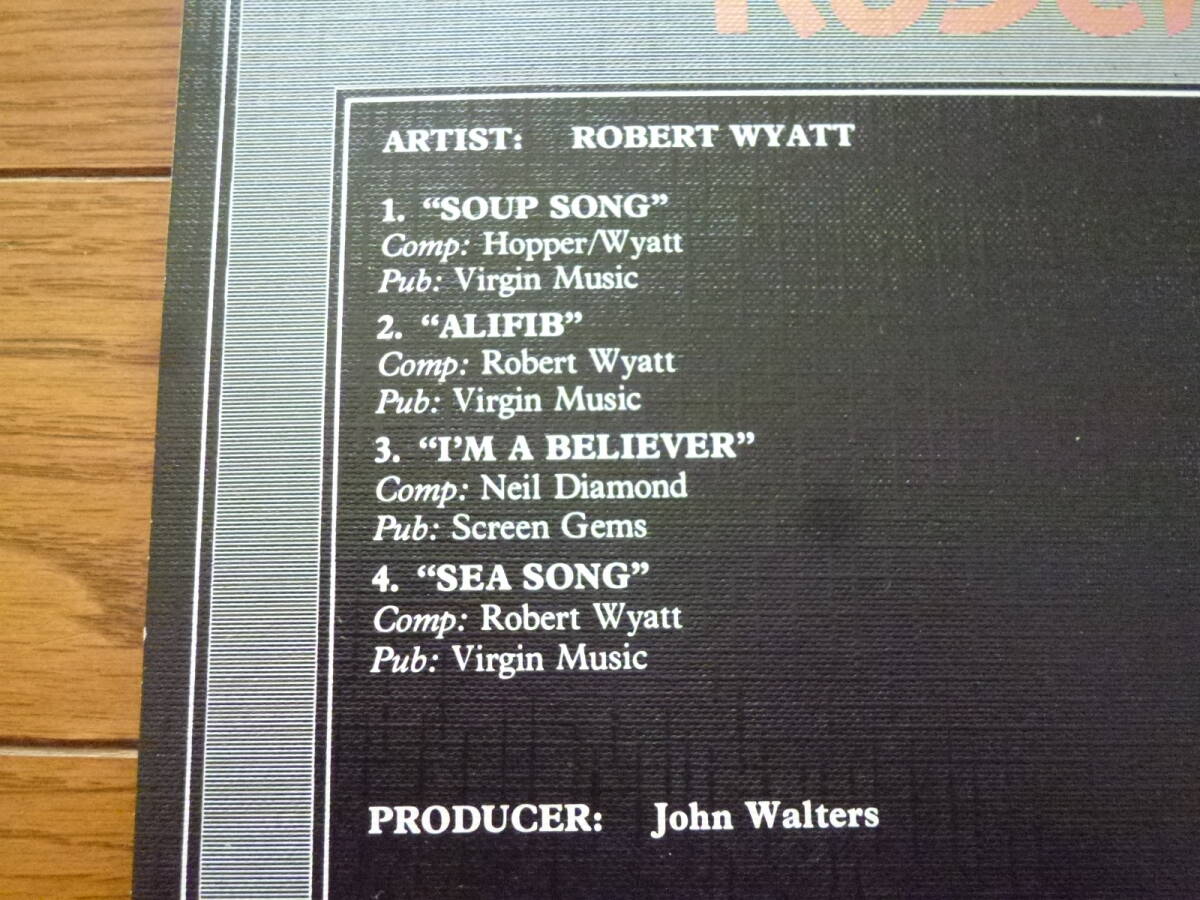 ARTIST: ROBERT WYATT
1. “SOUP SONG”
Comp: Hopper/Wyatt
Pub: Virgin Music
2. “ALIFIB”
Comp: Robert Wyatt
Pub: Virgin Music
3. “I'M A BELIEVER”
Comp: Neil Diamond
Pub: Screen Gems
4. “SEA SONG”
Comp: Robert Wyatt
Pub: Virgin Music
PRODUCER: John Walters